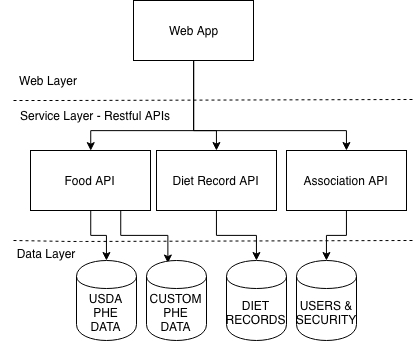 Web App
Web Layer
Service Layer - Restful APIs
Food API
Diet Record API
Association API
Data Layer
USDA
PHE
DATA
CUSTOM
PHE
DATA
DIET
RECORDS
USERS &
SECURITY